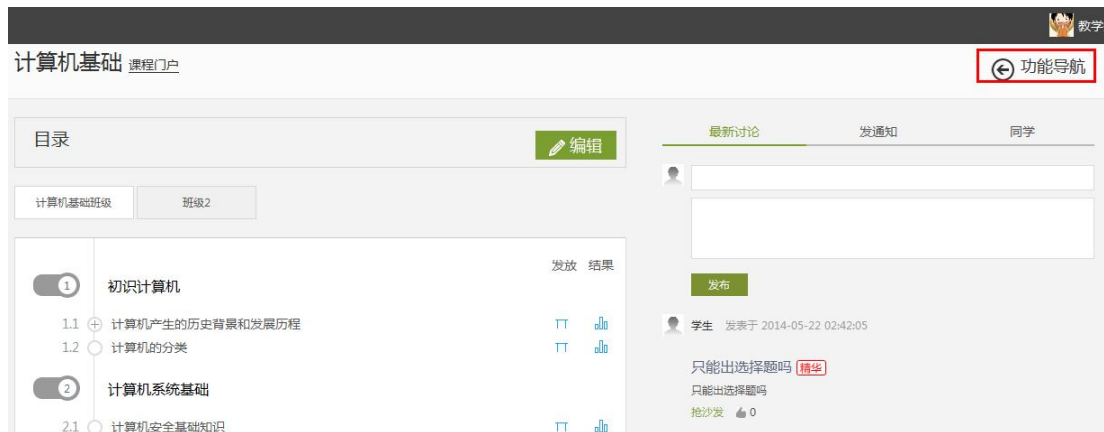 教学
计算机基础 课程门户
功能导航
目录
编辑
计算机基础班级 班级2
发放 结果
1 初识计算机
1.1 计算机产生的历史背景和发展历程
1.2 计算机的分类
2 计算机系统基础
2.1 计算机安全基础知识
最新讨论 发通知 同学
发布
学生 发表于 2014-05-22 02:42:05
只能出选择题吗 精华
只能出选择题吗
抢沙发 0